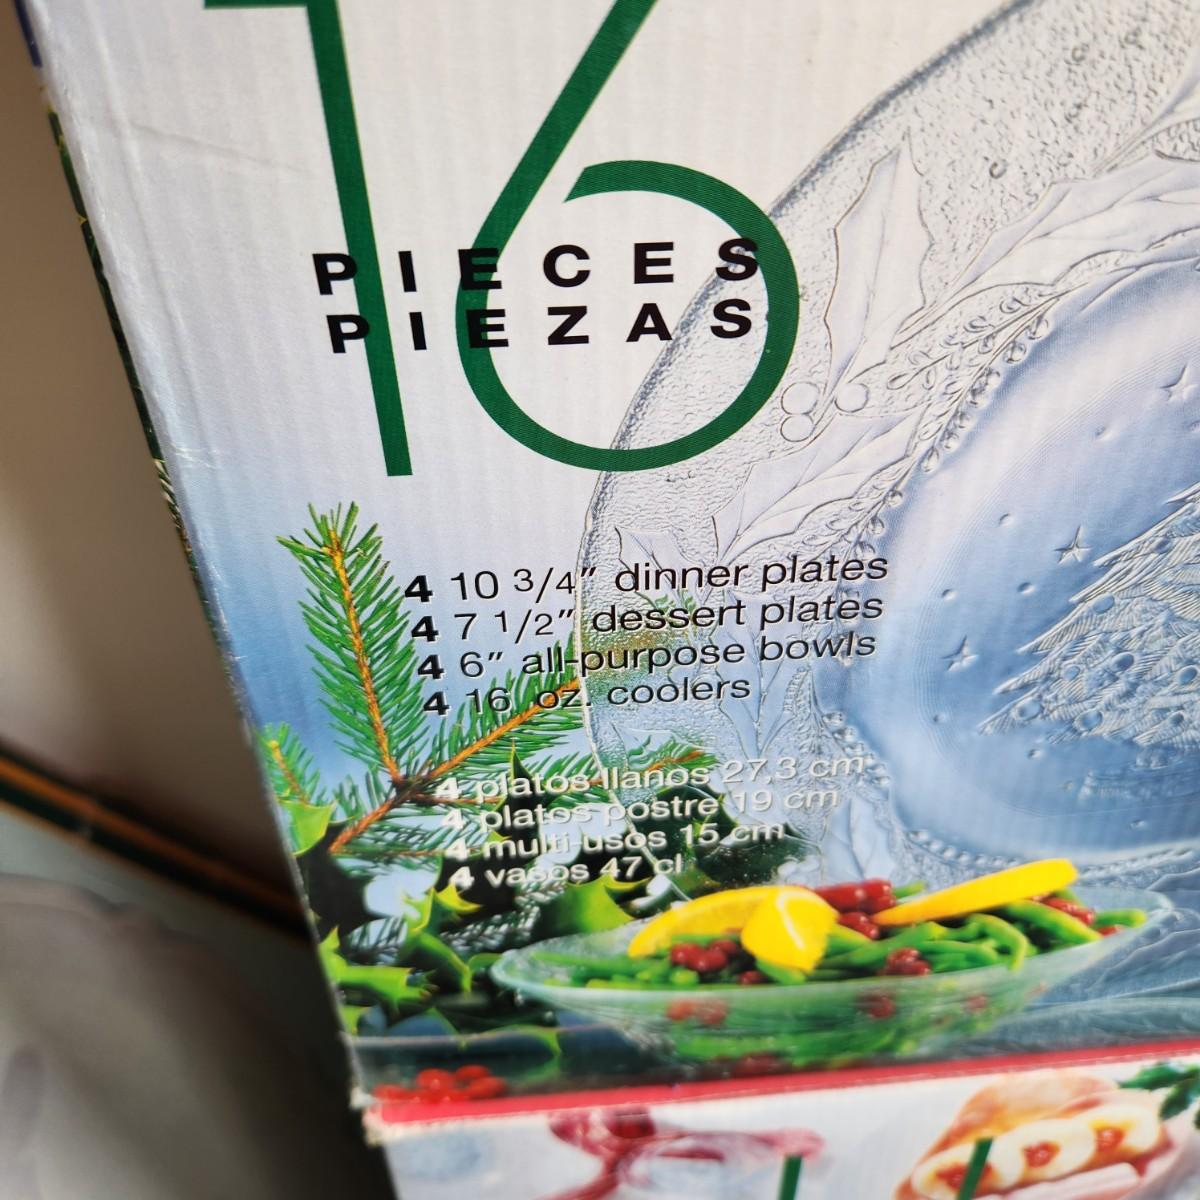 16
PIECES
PIEZAS
4 10 3/4" dinner plates
4 7 1/2" dessert plates
4 6" all-purpose bowls
4 16 oz. coolers
4 platos llanos 27,3 cm
4 platos postre 19 cm
4 multi-usos 15 cm
4 vasos 47 cl